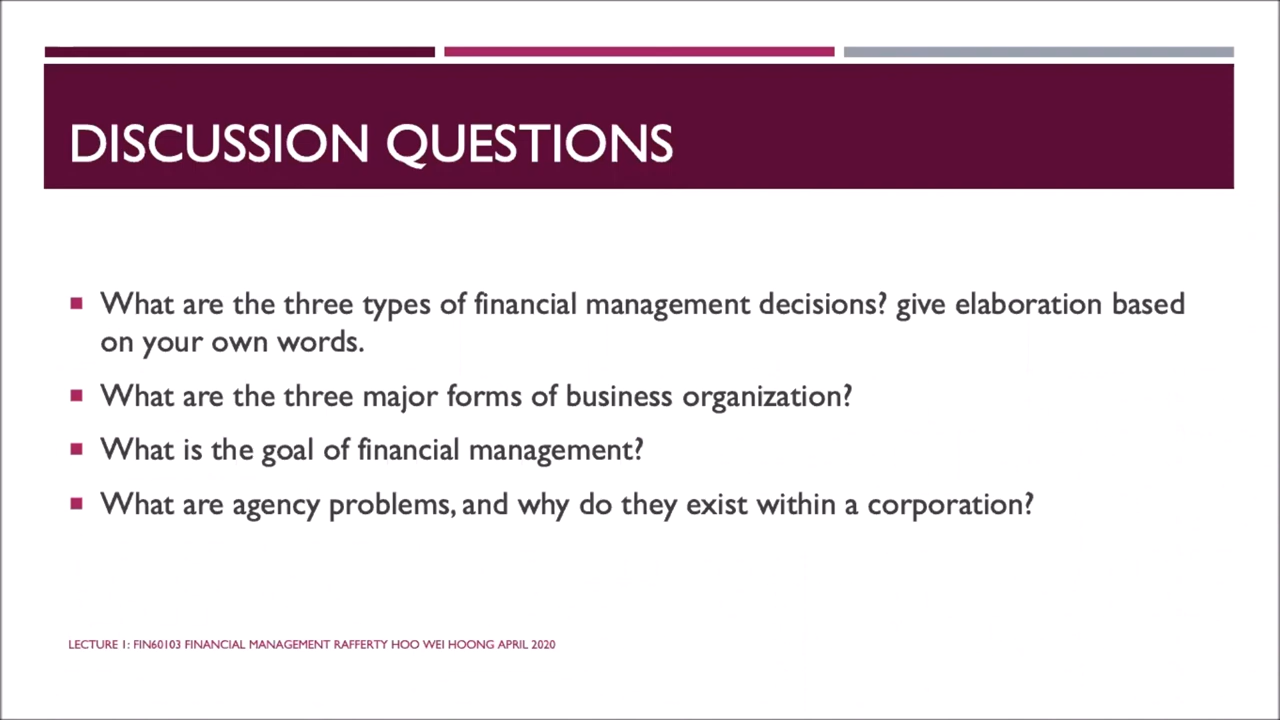 DISCUSSION QUESTIONS
What are the three types of financial management decisions? give elaboration based
on your own words.
What are the three major forms of business organization?
What is the goal of financial management?
What are agency problems, and why do they exist within a corporation?
LECTURE 1: FIN60103 FINANCIAL MANAGEMENT RAFFERTY HOO WEI HOONG APRIL 2020